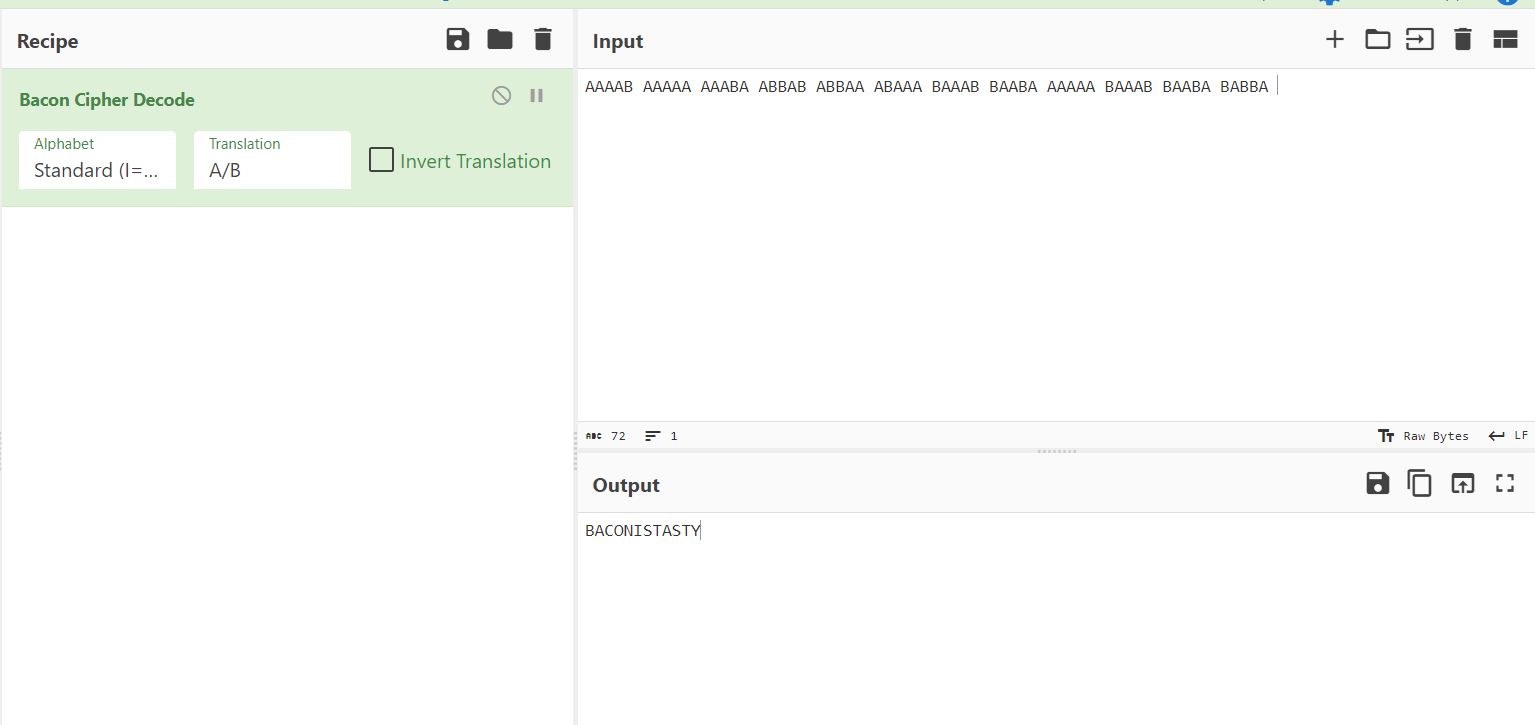 Recipe
Bacon Cipher Decode
Alphabet
Standard (I=...
Translation
A/B
Invert Translation
Input
AAAAB AAAAA AAABA ABBAB ABBAA ABAAA BAAAB BAABA AAAAA BAAAB BAABA BABBA
ABC 72 1
Raw Bytes LF
Output
BACONISTASTY